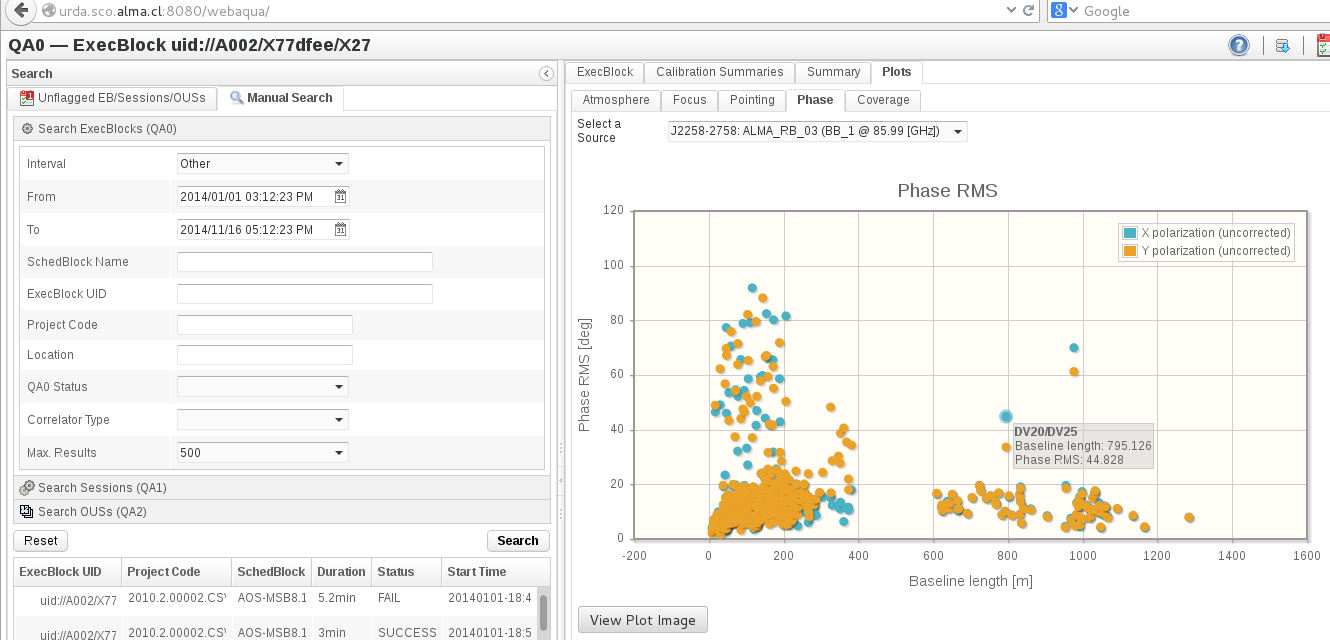 urda.sco.alma.cl:8080/webaqua/
8 Google
QA0 — ExecBlock uid://A002/X77dfee/X27
?
Search
Unflagged EB/Sessions/OUSs
Manual Search
Search ExecBlocks (QA0)
Interval Other
From 2014/01/01 03:12:23 PM 31
To 2014/11/16 05:12:23 PM 31
SchedBlock Name
ExecBlock UID
Project Code
Location
QA0 Status
Correlator Type
Max. Results 500
Search Sessions (QA1)
Search OUSs (QA2)
Reset Search
ExecBlock UID Project Code SchedBlock Duration Status Start Time
uid://A002/X77 2010.2.00002.CSV AOS-MSB8.1 5.2min FAIL 20140101-18:4
uid://A002/X77 2010.2.00002.CSV AOS-MSB8.1 3min SUCCESS 20140101-18:5
ExecBlock Calibration Summaries Summary Plots
Atmosphere Focus Pointing Phase Coverage
Select a
Source
J2258-2758: ALMA_RB_03 (BB_1 @ 85.99 [GHz])
Phase RMS
X polarization (uncorrected)
Y polarization (uncorrected)
120
100
80
60
40
20
0
Phase RMS [deg]
DV20/DV25
Baseline length: 795.126
Phase RMS: 44.828
-200 0 200 400 600 800 1000 1200 1400 1600
Baseline length [m]
View Plot Image